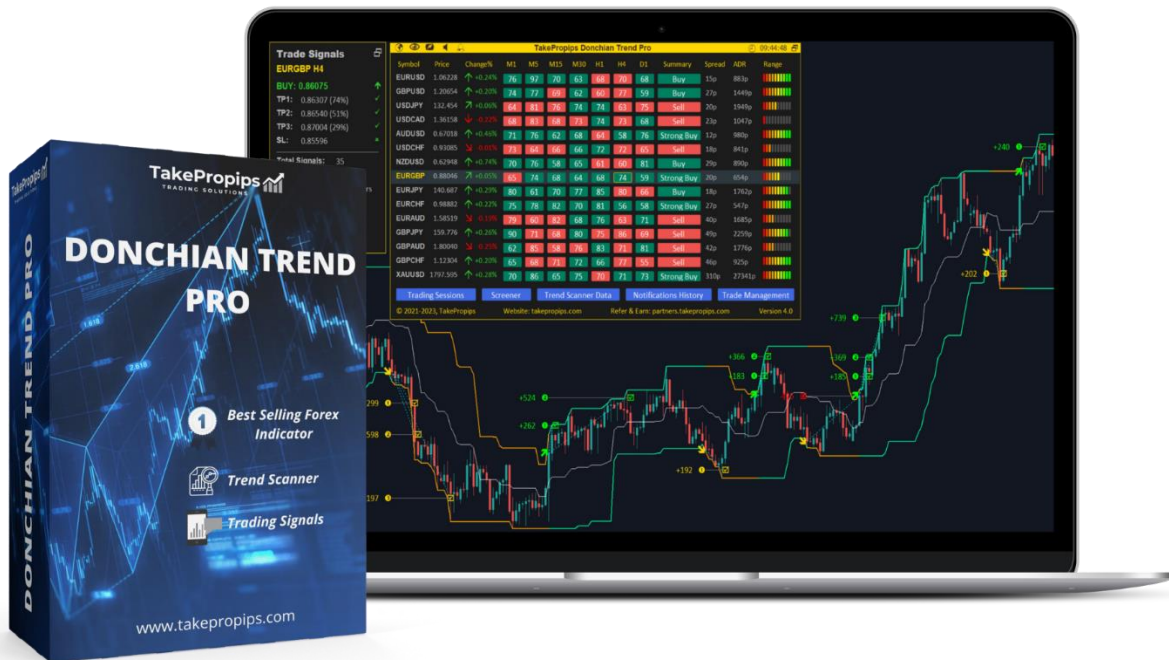 TakePropips
TRADING SOLUTIONS
DONCHIAN TREND
PRO
1
Best Selling Forex
Indicator
Trend Scanner
Trading Signals
www.takepropips.com
TakePropips
DONCHIAN TREND PRO
1.618
2.618
Trade Signals
EURGBP H4
BUY: 0.86075
TP1: 0.86307 (74%)
TP2: 0.86540 (51%)
TP3: 0.87004 (29%)
SL: 0.85596
Total Signals: 35
TakePropips Donchian Trend Pro
09:44:48
Symbol Price Change% M1 M5 M15 M30 H1 H4 D1 Summary Spread ADR Range
EURUSD 1.06228 +0.24% 76 97 70 63 68 70 68 Buy 15p 883p
GBPUSD 1.20654 +0.20% 74 77 69 62 60 77 59 Buy 27p 1449p
USDJPY 132.454 +0.06% 64 81 76 74 74 63 75 Sell 20p 1949p
USDCAD 1.36158 -0.02% 68 83 68 73 74 73 68 Sell 23p 1047p
AUDUSD 0.67018 +0.46% 71 76 62 68 64 58 76 Strong Buy 12p 980p
USDCHF 0.93085 73 64 66 66 72 72 65 Sell 18p 841p
NZDUSD 0.62948 +0.74% 70 76 58 65 61 60 81 Buy 29p 890p
EURGBP 0.88046 +0.05% 65 74 68 64 68 74 59 Strong Buy 20p 654p
EURJPY 140.687 +0.29% 80 61 70 77 85 80 66 Buy 18p 1762p
EURCHF 0.98882 +0.22% 75 78 82 70 81 56 58 Strong Buy 27p 547p
EURAUD 1.58519 79 60 82 68 76 63 71 Sell 40p 1685p
GBPJPY 159.776 +0.26% 90 71 68 80 75 86 69 Sell 49p 2259p
GBPAUD 1.80040 62 85 58 76 83 71 81 Sell 42p 1776p
GBPCHF 1.12304 +0.20% 65 68 71 72 66 77 55 Sell 46p 925p
XAUUSD 1797.595 +0.28% 70 86 65 75 70 71 73 Strong Buy 310p 27341p
Trading Sessions Screener Trend Scanner Data Notifications History Trade Management
© 2021-2023, TakePropips Website: takepropips.com Refer & Earn: partners.takepropips.com Version 4.0
+240
+202
+739
+366
+183
+369
+185
+524
+262
+192
299
598
197